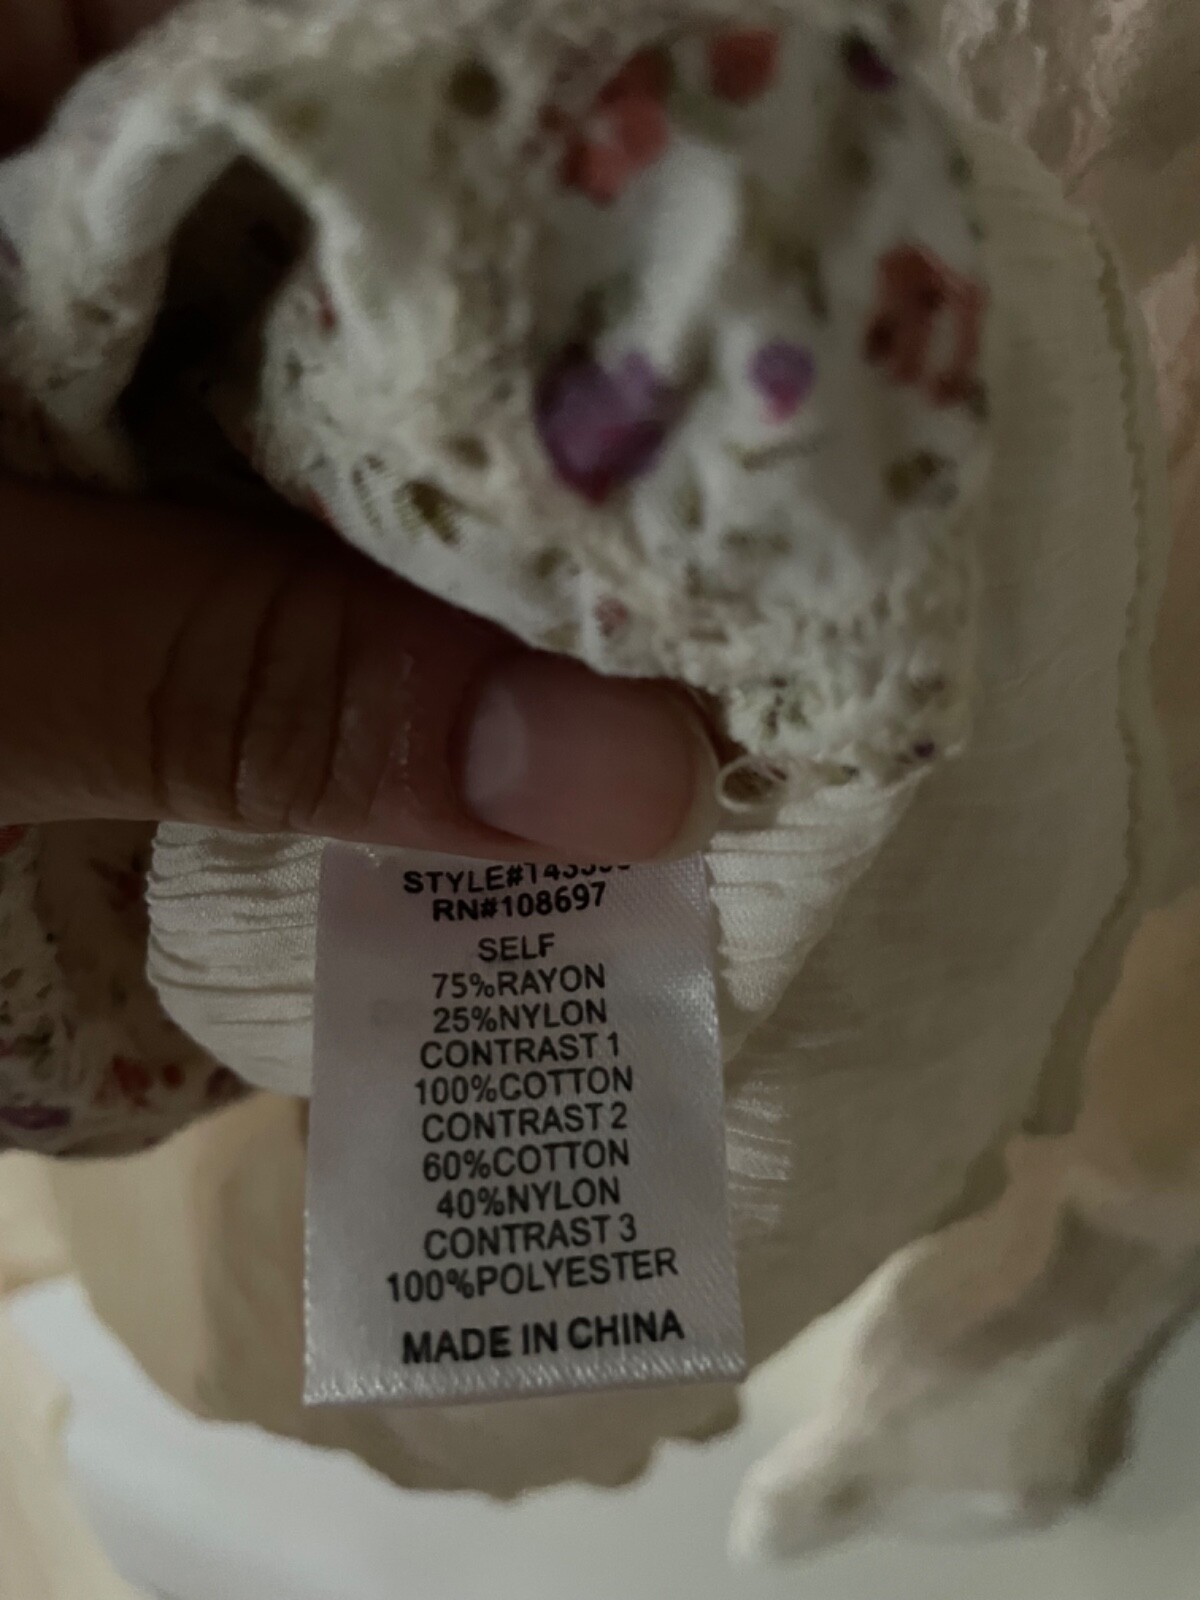 RN#108697
SELF
75%RAYON
25%NYLON
CONTRAST 1
100%COTTON
CONTRAST 2
60%COTTON
40%NYLON
CONTRAST 3
100%POLYESTER
MADE IN CHINA